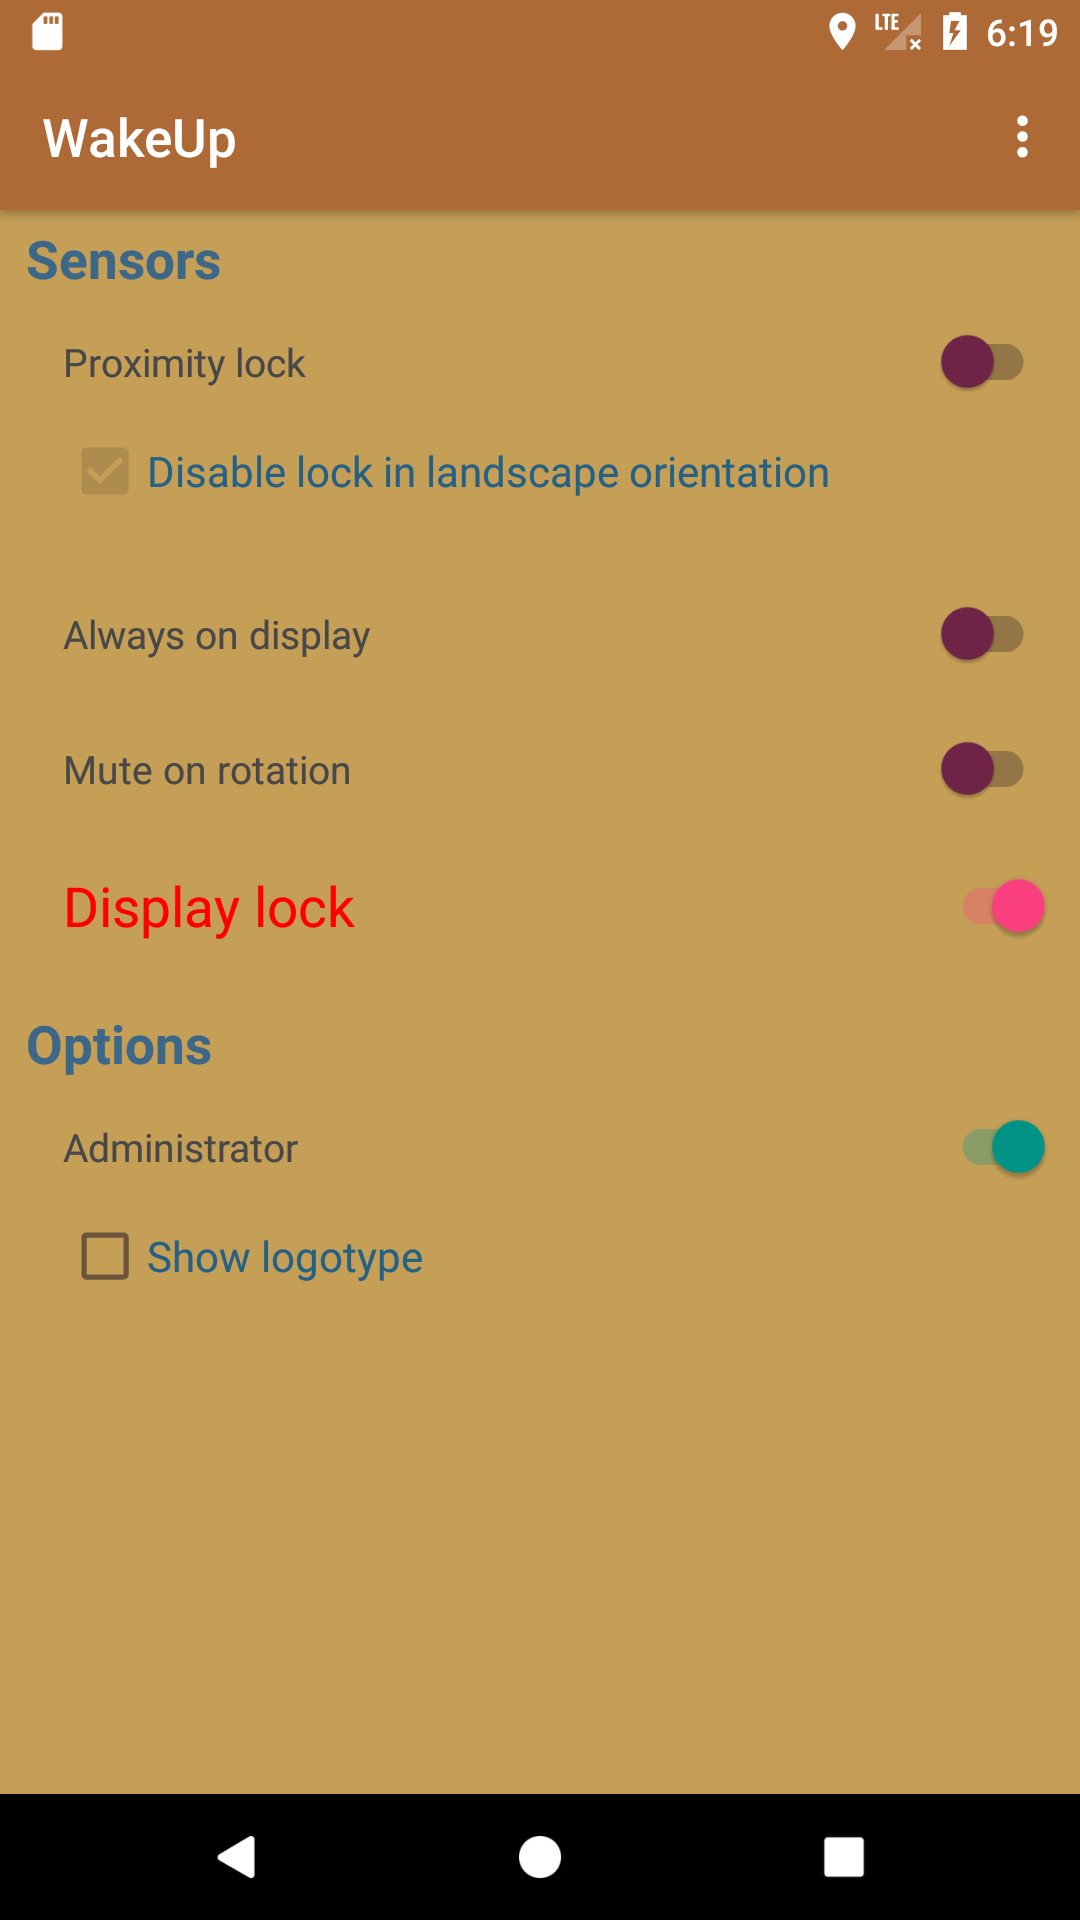 LTE 6:19
WakeUp
Sensors
Proximity lock
Disable lock in landscape orientation
Always on display
Mute on rotation
Display lock
Options
Administrator
Show logotype